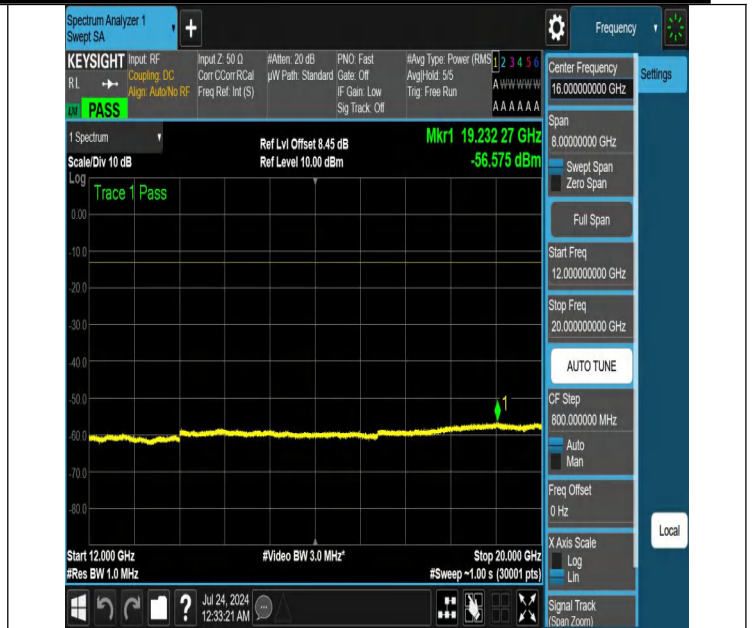 Spectrum Analyzer 1
Swept SA
+
Frequency
KEYSIGHT
RL
PASS
Input: RF
Coupling: DC
Align: Auto/No RF
Input Z: 50 Ω
Corr CCorr RCal
Freq Ref: Int (S)
#Atten: 20 dB
µW Path: Standard
PNO: Fast
Gate: Off
IF Gain: Low
Sig Track: Off
#Avg Type: Power (RMS
Avg|Hold: 5/5
Trig: Free Run
1 2 3 4 5 6
A W W W W W
A A A A A A
1 Spectrum
Scale/Div 10 dB
Ref Lvl Offset 8.45 dB
Ref Level 10.00 dBm
Mkr1 19.232 27 GHz
-56.575 dBm
Log
Trace 1 Pass
0.00
-10.0
-20.0
-30.0
-40.0
-50.0
-60.0
-70.0
-80.0
1
Start 12.000 GHz
#Res BW 1.0 MHz
#Video BW 3.0 MHz*
Stop 20.000 GHz
#Sweep ~1.00 s (30001 pts)
Center Frequency
16.00000000 GHz
Settings
Span
8.00000000 GHz
Swept Span
Zero Span
Full Span
Start Freq
12.000000000 GHz
Stop Freq
20.000000000 GHz
AUTO TUNE
CF Step
800.000000 MHz
Auto
Man
Freq Offset
0 Hz
X Axis Scale
Log
Lin
Local
Signal Track
(Span Zoom)
?
Jul 24, 2024
12:33:21 AM